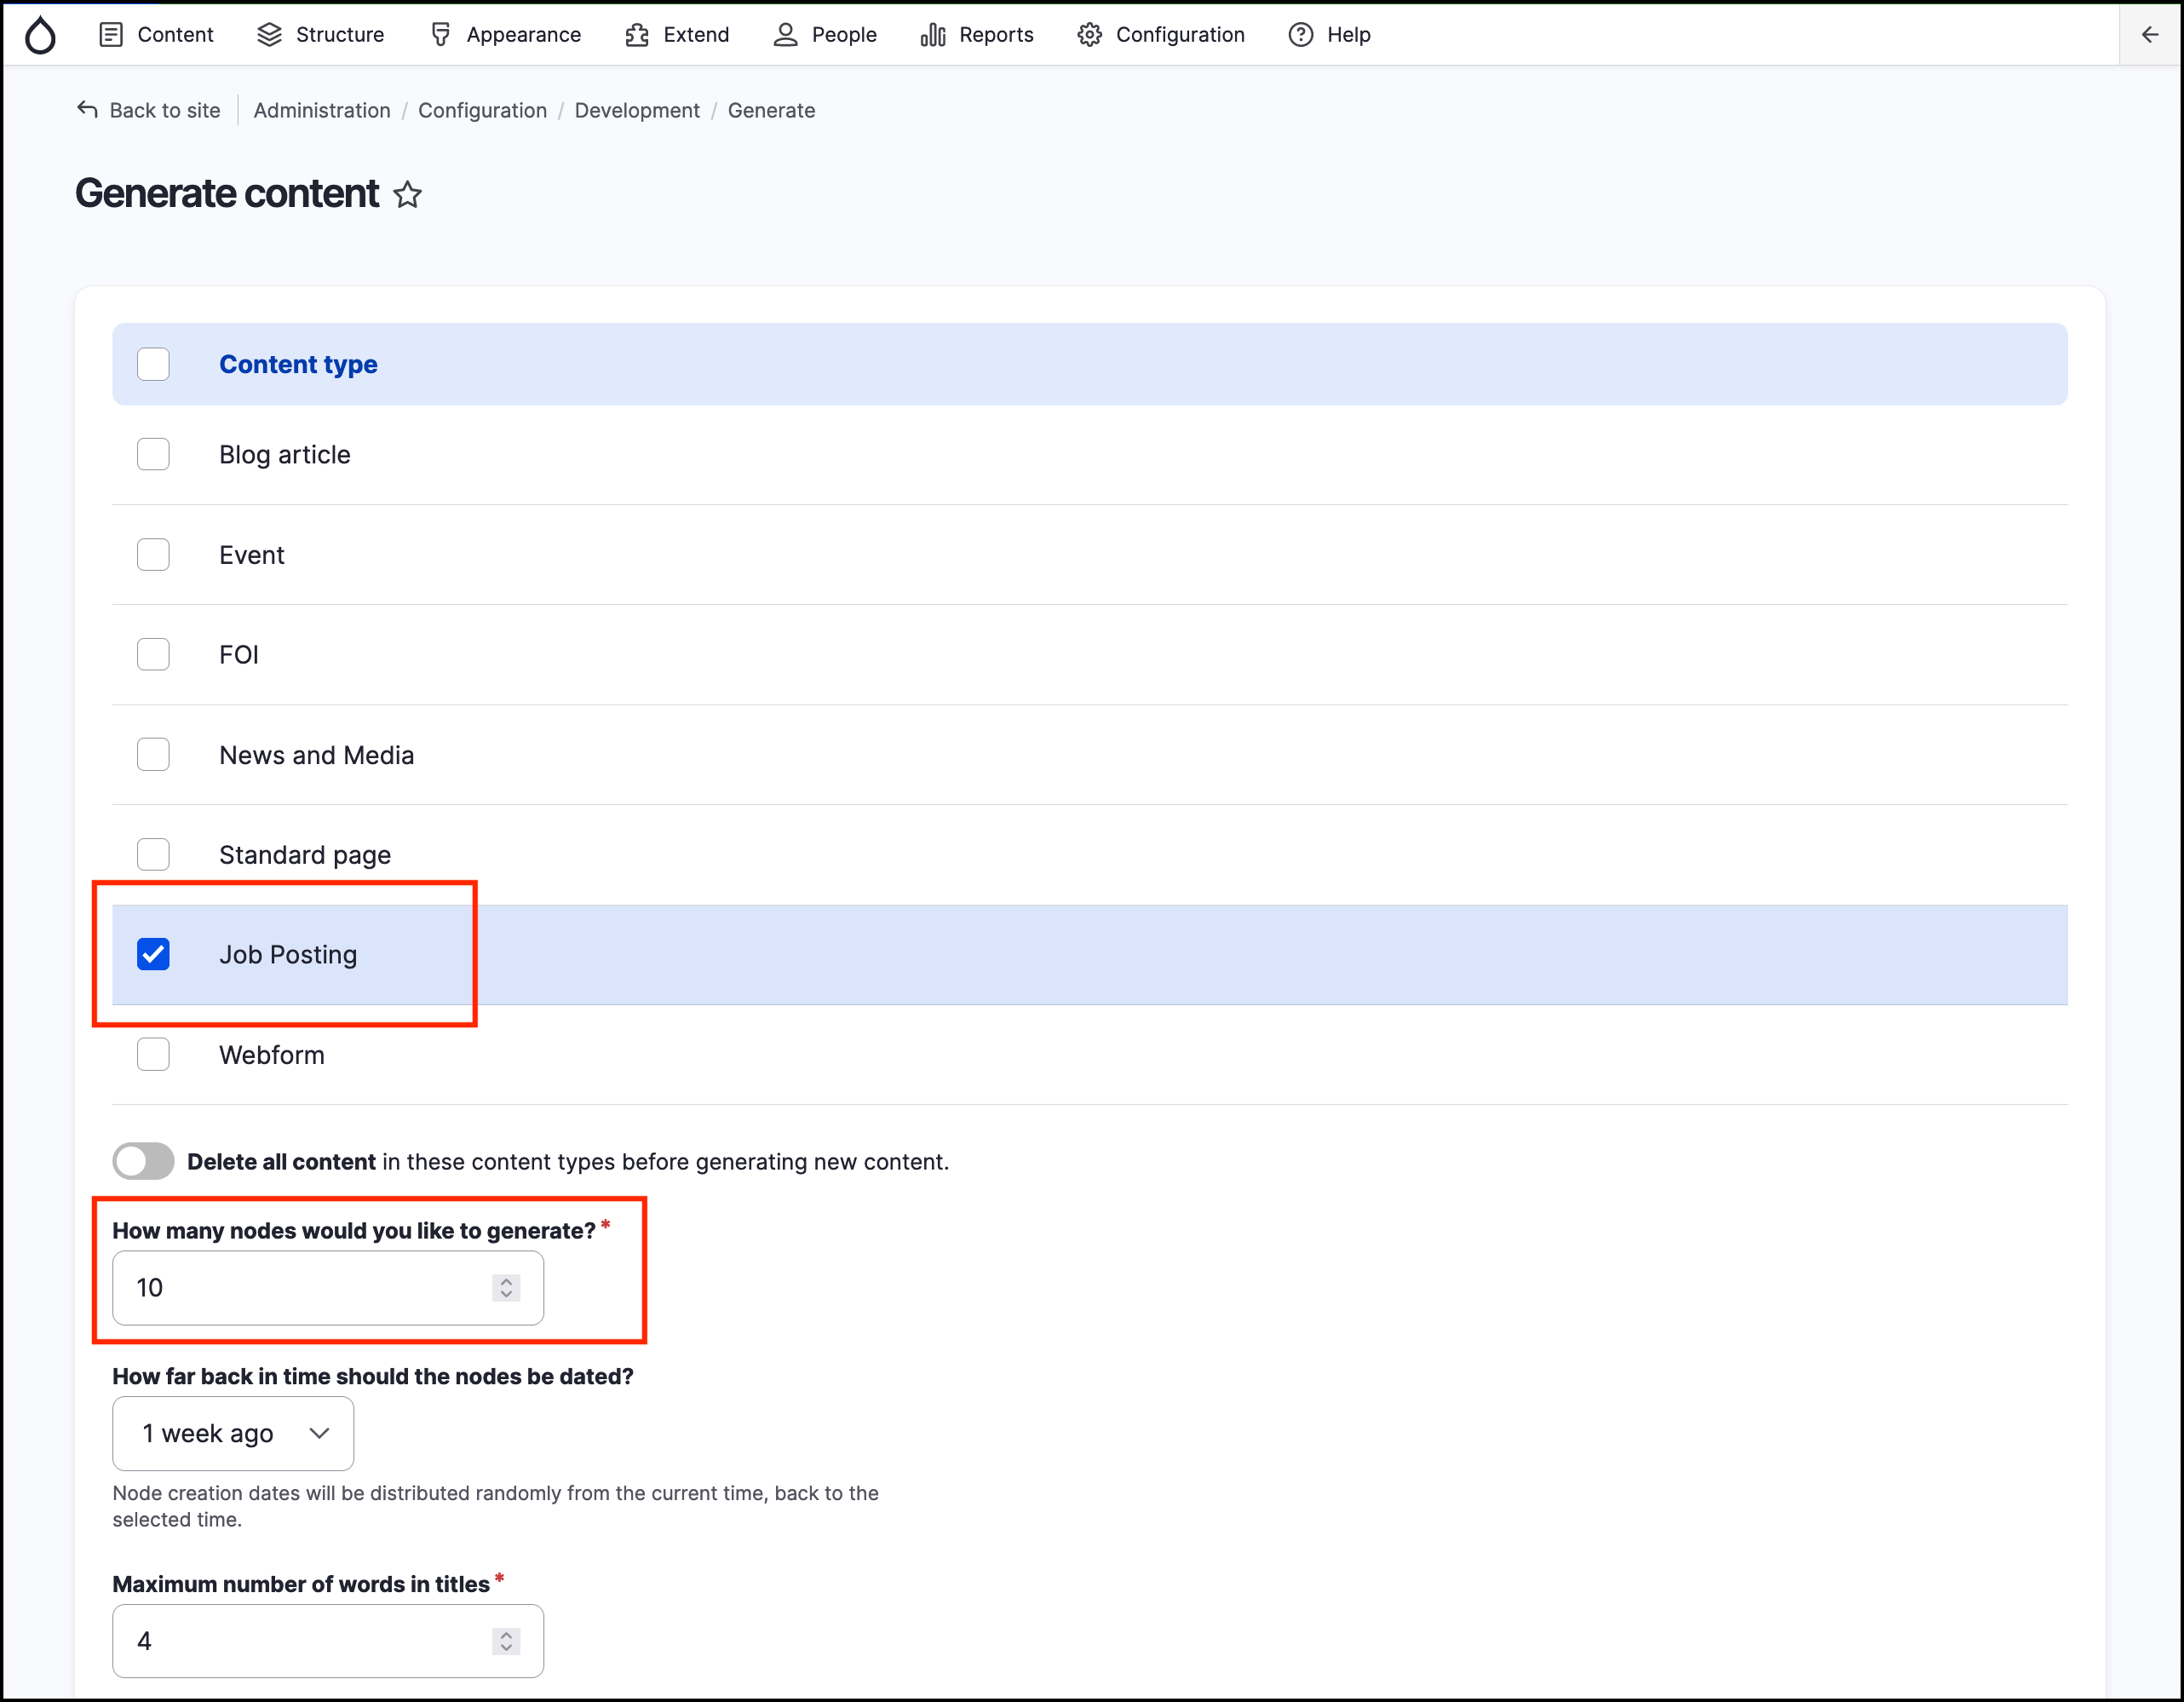 Content Structure Appearance Extend People Reports Configuration Help
Back to site Administration / Configuration / Development / Generate
Generate content
Content type
Blog article
Event
FOI
News and Media
Standard page
Job Posting
Webform
Delete all content in these content types before generating new content.
How many nodes would you like to generate? *
10
How far back in time should the nodes be dated?
1 week ago
Node creation dates will be distributed randomly from the current time, back to the
selected time.
Maximum number of words in titles *
4